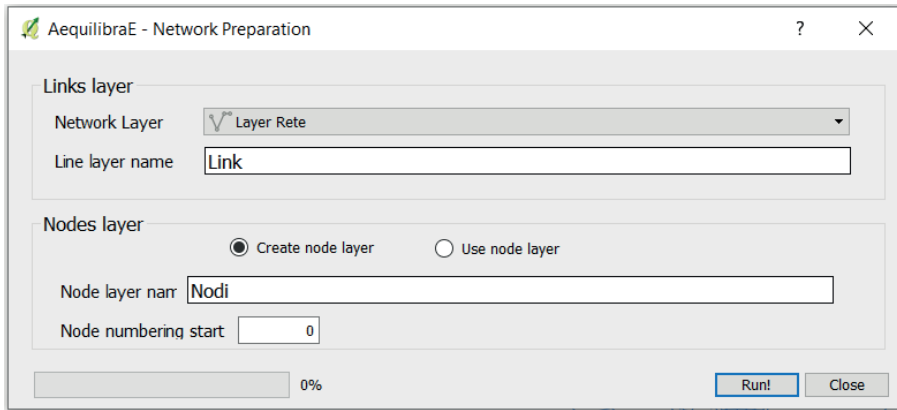 AequilibraE - Network Preparation ?
Links layer
Network Layer Layer Rete
Line layer name Link
Nodes layer
Create node layer Use node layer
Node layer nam Nodi
Node numbering start 0
0% Run! Close